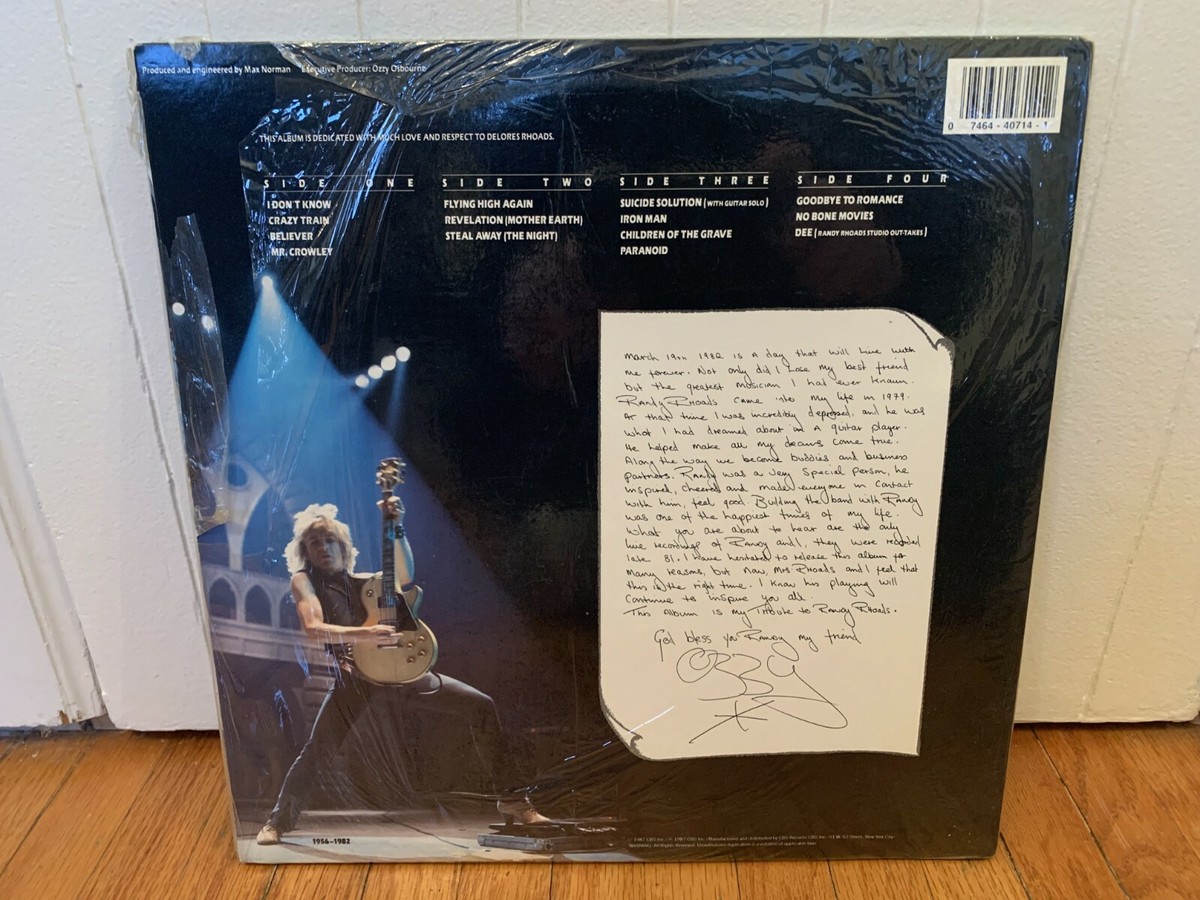 Produced and engineered by Max Norman Executive Producer: Ozzy Osbourne
0 7464-40714-1
THIS ALBUM IS DEDICATED WITH MUCH LOVE AND RESPECT TO DELORES RHOADS.
SIDE ONE
I DON'T KNOW
CRAZY TRAIN
BELIEVER
MR. CROWLEY
SIDE TWO
FLYING HIGH AGAIN
REVELATION (MOTHER EARTH)
STEAL AWAY (THE NIGHT)
SIDE THREE
SUICIDE SOLUTION (WITH GUITAR SOLO)
IRON MAN
CHILDREN OF THE GRAVE
PARANOID
SIDE FOUR
GOODBYE TO ROMANCE
NO BONE MOVIES
DEE (RANDY RHOADS STUDIO OUT-TAKES)
March 19th 1982 is a day that will live with
me forever. Not only did I lose my best friend
but the greatest musician I had ever known.
Randy Rhoads came into my life in 1979.
At that time I was incredibly depressed, and he was
what I had dreamed about in a guitar player.
He helped make all my dreams come true.
Along the way we became buddies and business
partners. Randy was a very special person, he
inspired, cheered and made everyone in contact
with him, feel good. Building the band with Randy
was one of the happiest times of my life.
What you are about to hear are the only
live recordings of Randy and I, they were recorded
late 81. I have hesitated to release this album for
many reasons, but now, Mrs. Rhoads and I feel that
this is the right time. I know his playing will
continue to inspire you all.
This Album is my Tribute to Randy Rhoads.
God bless you Randy my friend
Ozzy
1956–1982